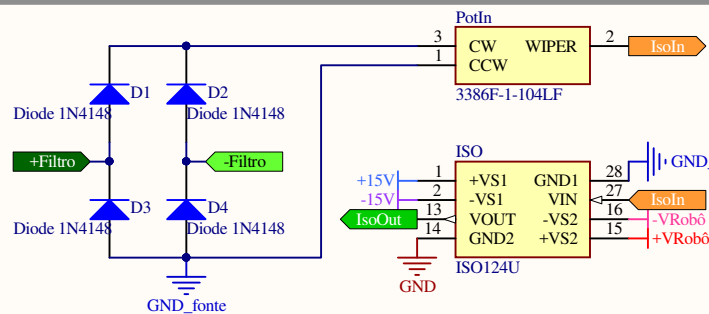 PotIn
3 CW WIPER 2 IsoIn
1 CCW
3386F-1-104LF
D1 D2
Diode 1N4148 Diode 1N4148
+Filtro -Filtro
D3 D4
Diode 1N4148 Diode 1N4148
GND_fonte
ISO
+15V 1 +VS1 GND1 28 GND_
-15V 2 -VS1 VIN 27 IsoIn
IsoOut 13 VOUT -VS2 16 -VRobô
14 GND2 +VS2 15 +VRobô
ISO124U
GND